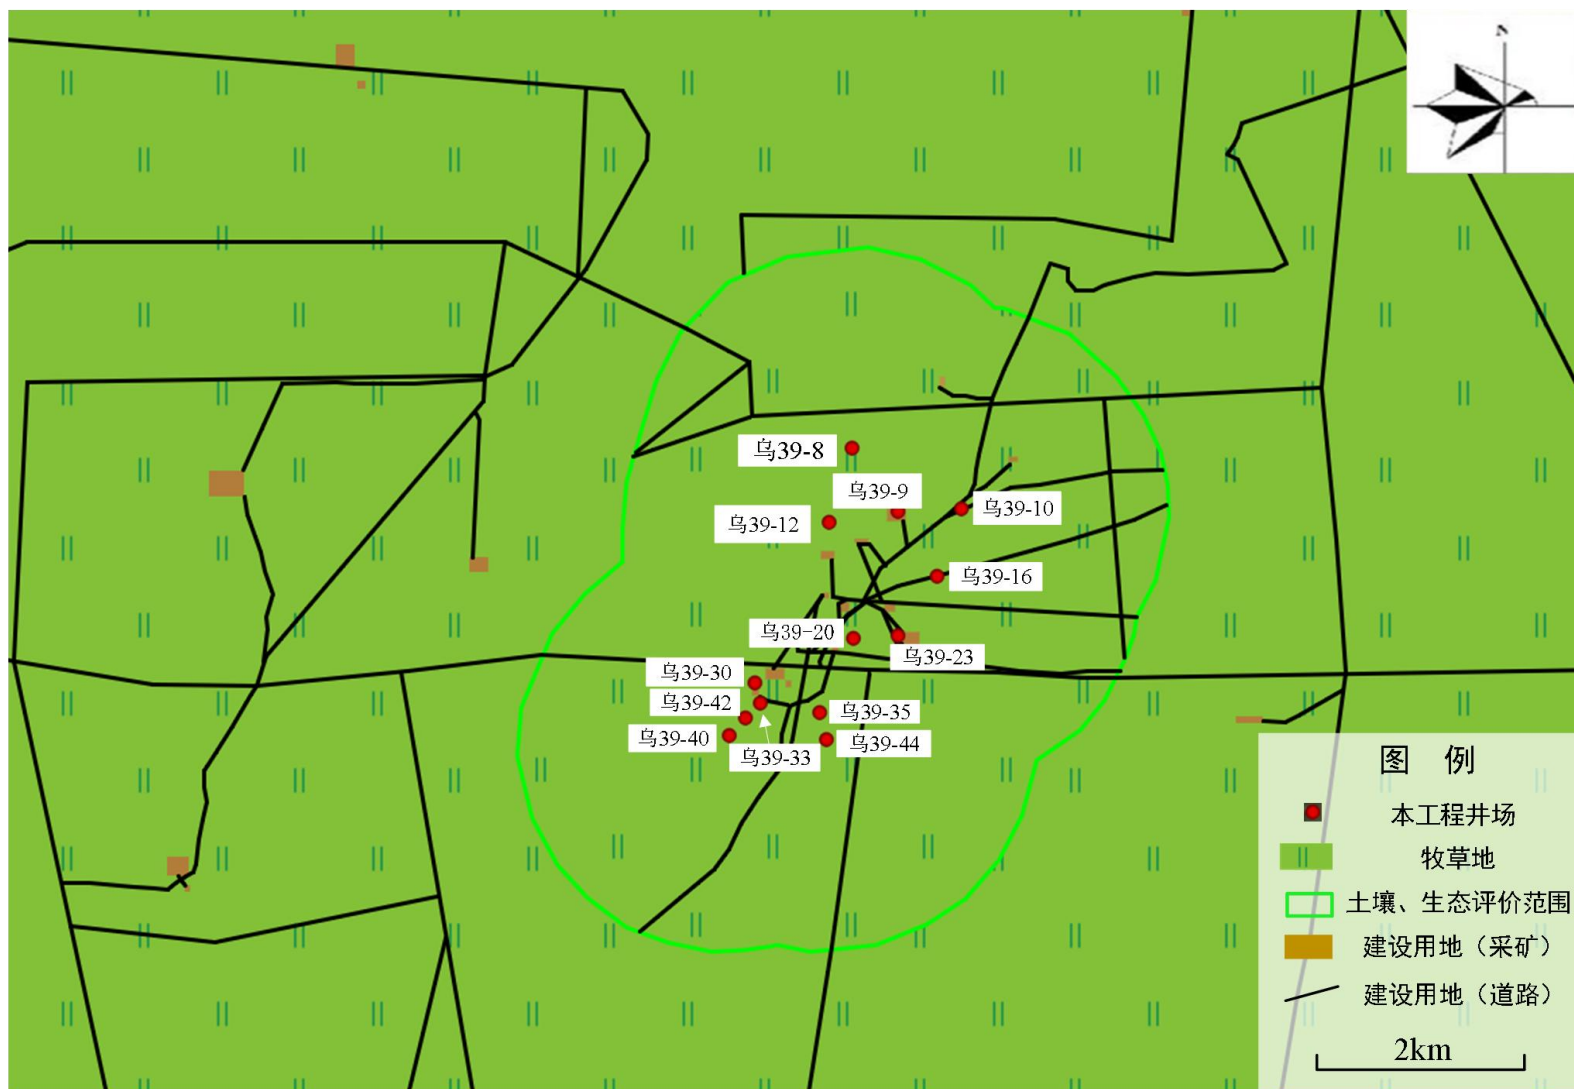 N
乌39-8
乌39-9
乌39-10
乌39-12
乌39-16
乌39-20
乌39-23
乌39-30
乌39-42
乌39-35
乌39-40
乌39-33
乌39-44
图 例
本工程井场
牧草地
土壤、生态评价范围
建设用地（采矿）
建设用地（道路）
2km